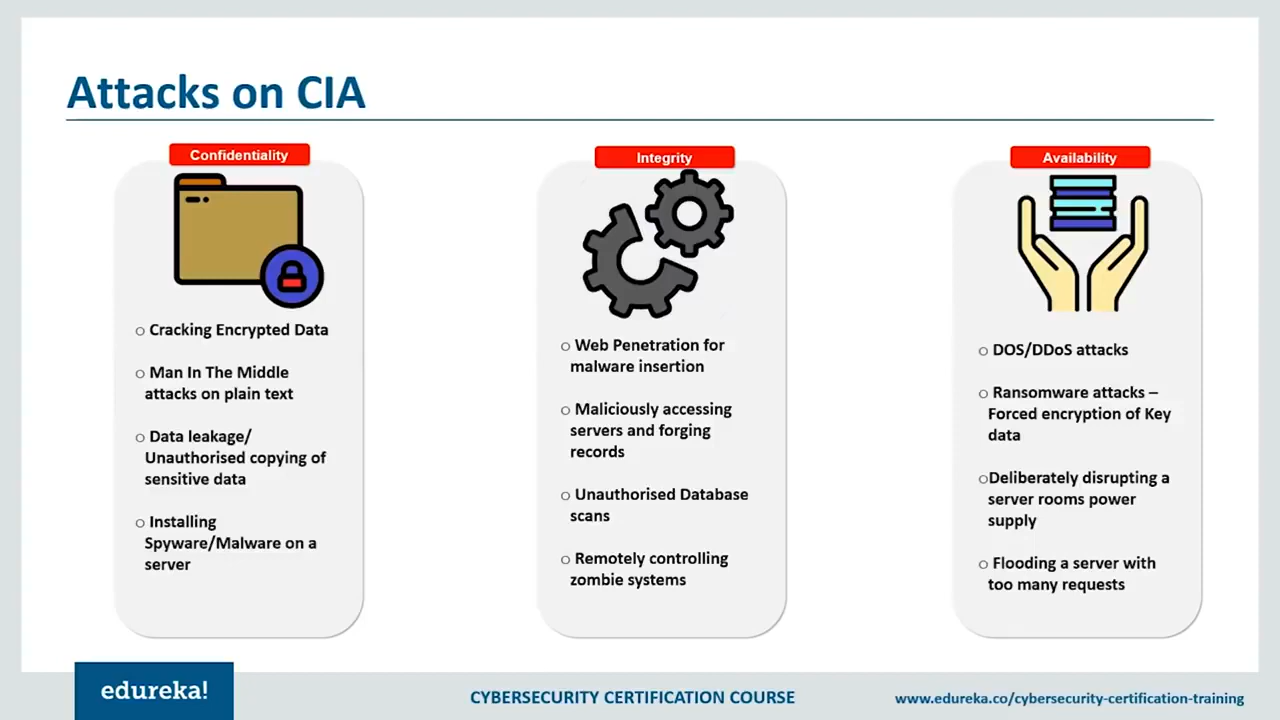 Attacks on CIA
Confidentiality
o Cracking Encrypted Data
o Man In The Middle
attacks on plain text
o Data leakage/
Unauthorised copying of
sensitive data
o Installing
Spyware/Malware on a
server
Integrity
o Web Penetration for
malware insertion
o Maliciously accessing
servers and forging
records
o Unauthorised Database
scans
o Remotely controlling
zombie systems
Availability
o DOS/DDoS attacks
o Ransomware attacks –
Forced encryption of Key
data
oDeliberately disrupting a
server rooms power
supply
o Flooding a server with
too many requests
edureka!
CYBERSECURITY CERTIFICATION COURSE
www.edureka.co/cybersecurity-certification-training